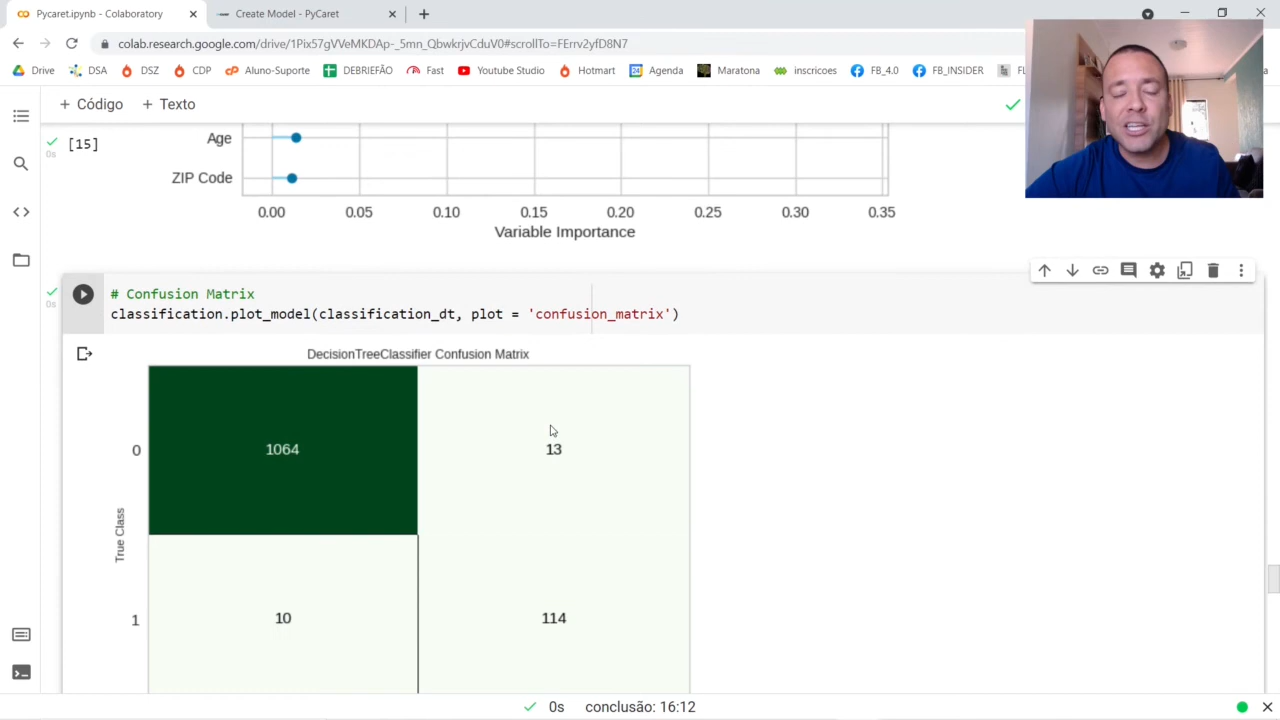 Pycaret.ipynb - Colaboratory
Create Model - PyCaret
colab.research.google.com/drive/1Pix57gVVeMKDAp-_5mn_QbwkrjvCduV0#scrollTo=FErrv2yfD8N7
Drive DSA DSZ CDP Aluno-Suporte DEBRIEFÃO Fast Youtube Studio Hotmart Agenda Maratona inscricoes FB_4.0 FB_INSIDER
+ Código + Texto
[15]
0s
Age
ZIP Code
0.00 0.05 0.10 0.15 0.20 0.25 0.30 0.35
Variable Importance
0s
# Confusion Matrix
classification.plot_model(classification_dt, plot = 'confusion_matrix')
DecisionTreeClassifier Confusion Matrix
0 1064 13
True Class
1 10 114
0s conclusão: 16:12